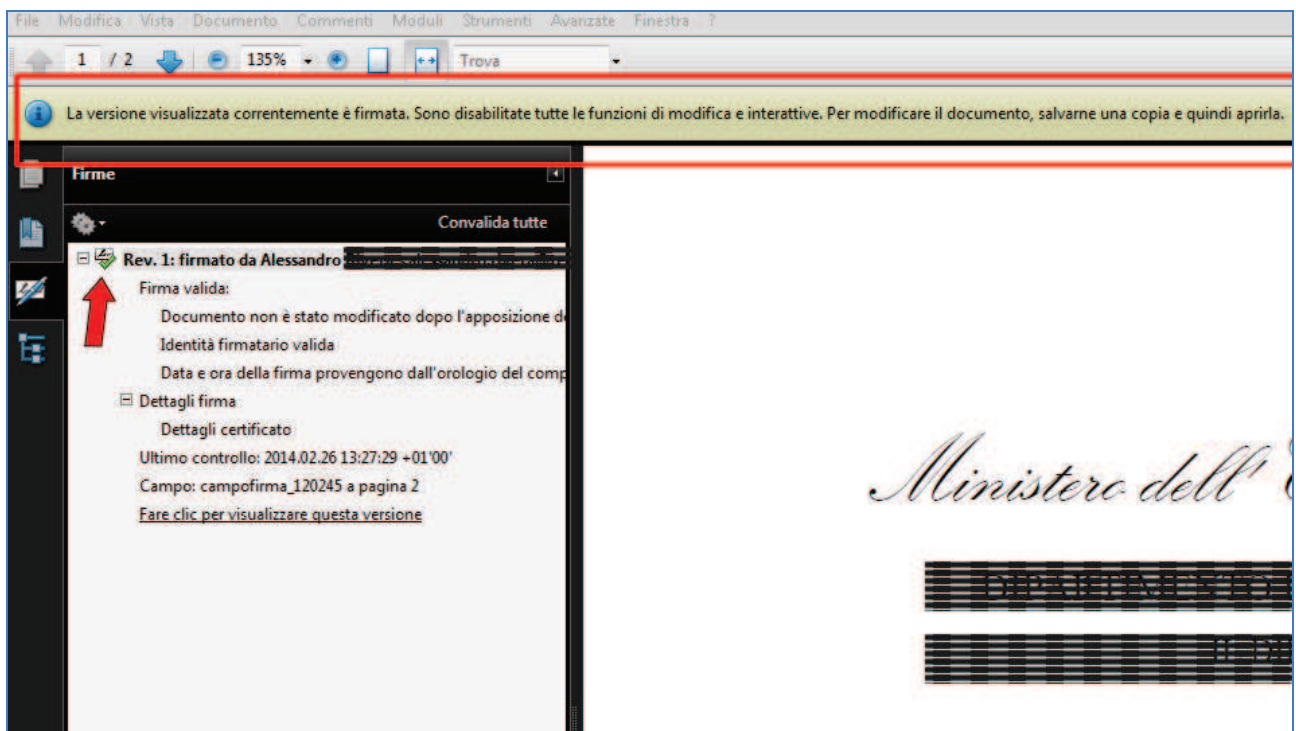 File Modifica Vista Documento Commenti Moduli Strumenti Avanzate Finestra ?
1 / 2 135% Trova
La versione visualizzata correntemente è firmata. Sono disabilitate tutte le funzioni di modifica e interattive. Per modificare il documento, salvarne una copia e quindi aprirla.
Firme
Convalida tutte
Rev. 1: firmato da Alessandro
Firma valida:
Documento non è stato modificato dopo l'apposizione de
Identità firmatario valida
Data e ora della firma provengono dall'orologio del comp
Dettagli firma
Dettagli certificato
Ultimo controllo: 2014.02.26 13:27:29 +01'00'
Campo: campofirma_120245 a pagina 2
Fare clic per visualizzare questa versione
Ministero dell'
DIPARTIMENTO